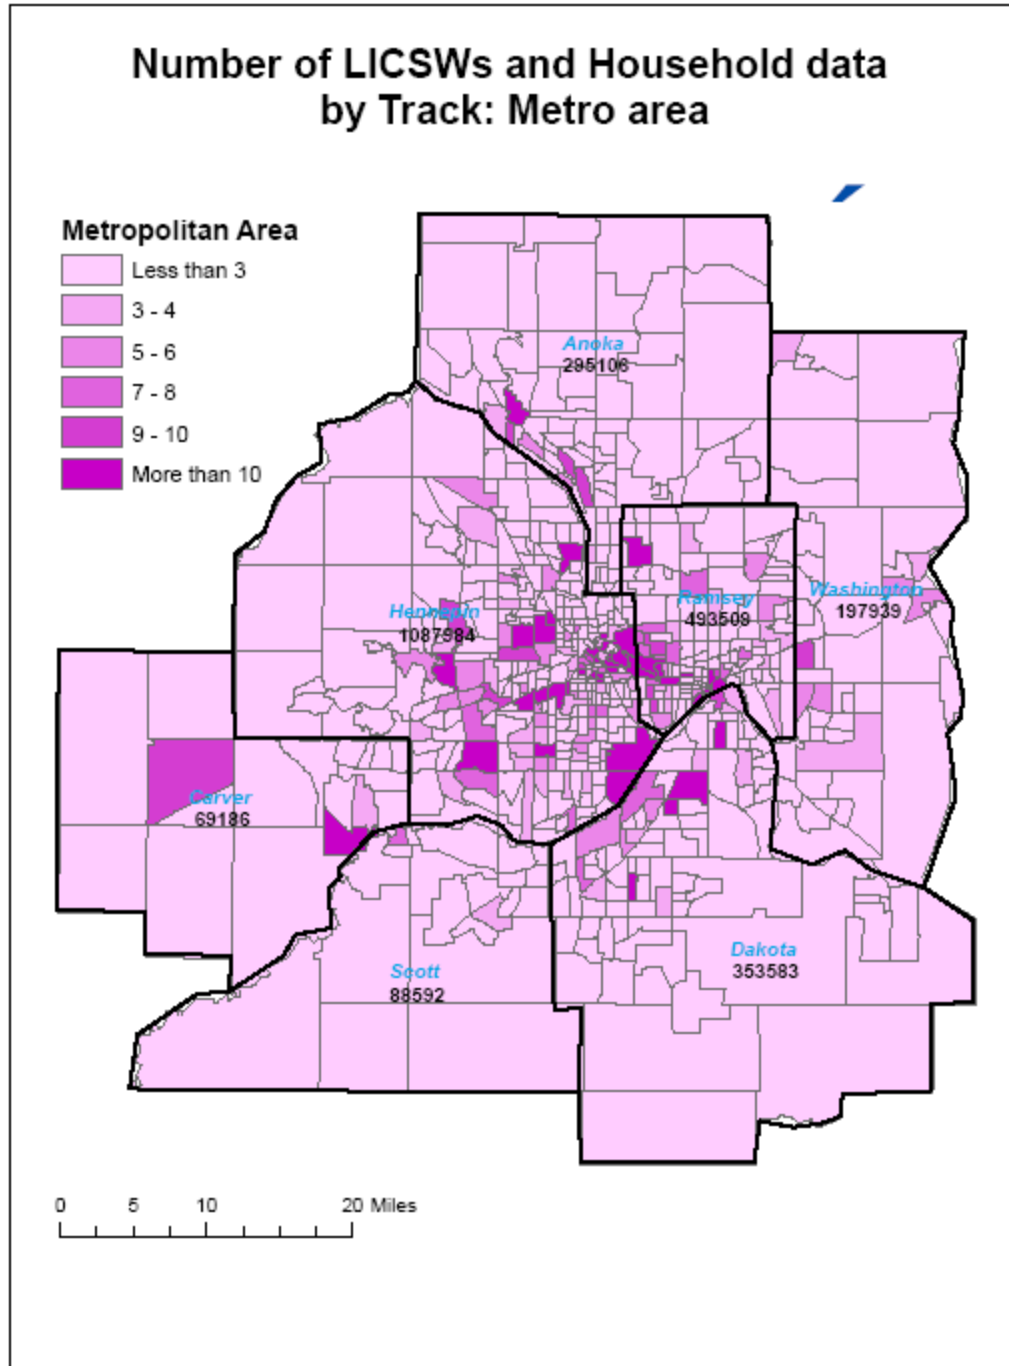 Number of LICSWs and Household data
by Track: Metro area
Metropolitan Area
Less than 3
3 - 4
5 - 6
7 - 8
9 - 10
More than 10
Anoka
295106
Hennepin
1087984
Ramsey
493509
Washington
197939
Carver
69186
Scott
88592
Dakota
353583
0 5 10 20 Miles